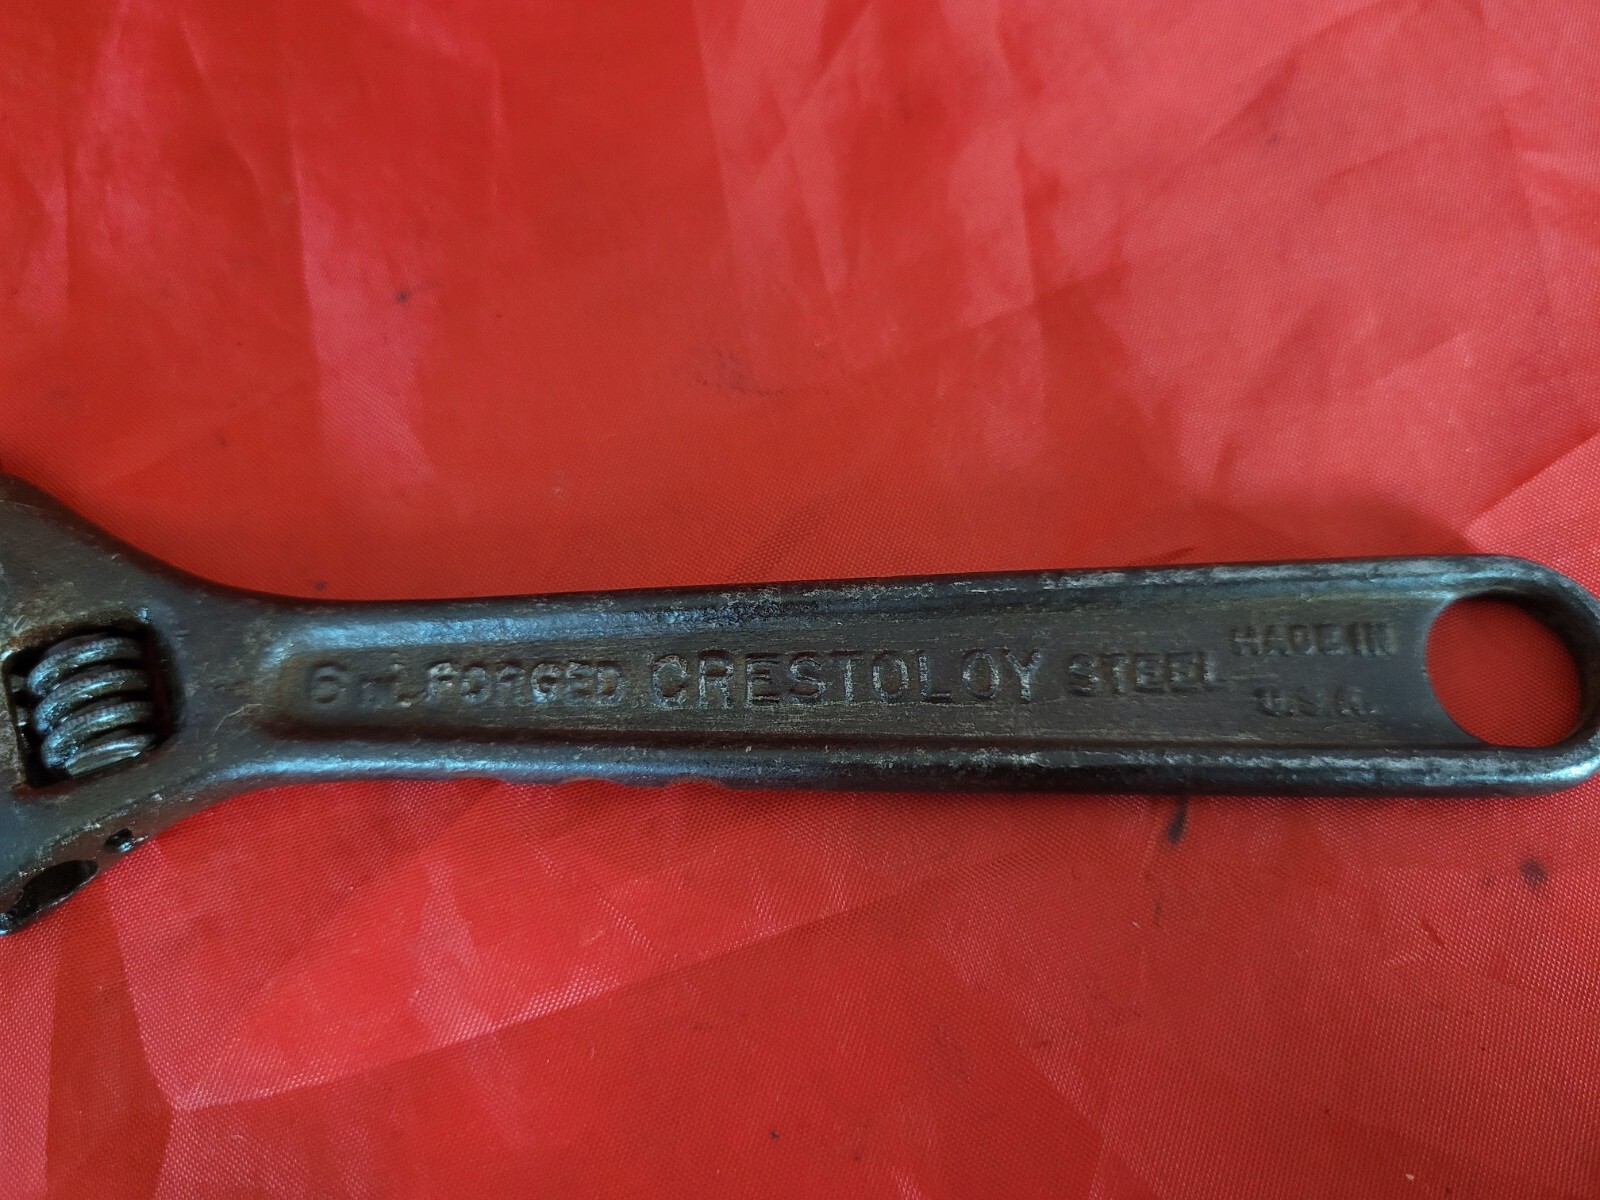 6 IN. FORGED CRESTOLOY STEEL MADE IN
U.S.A.